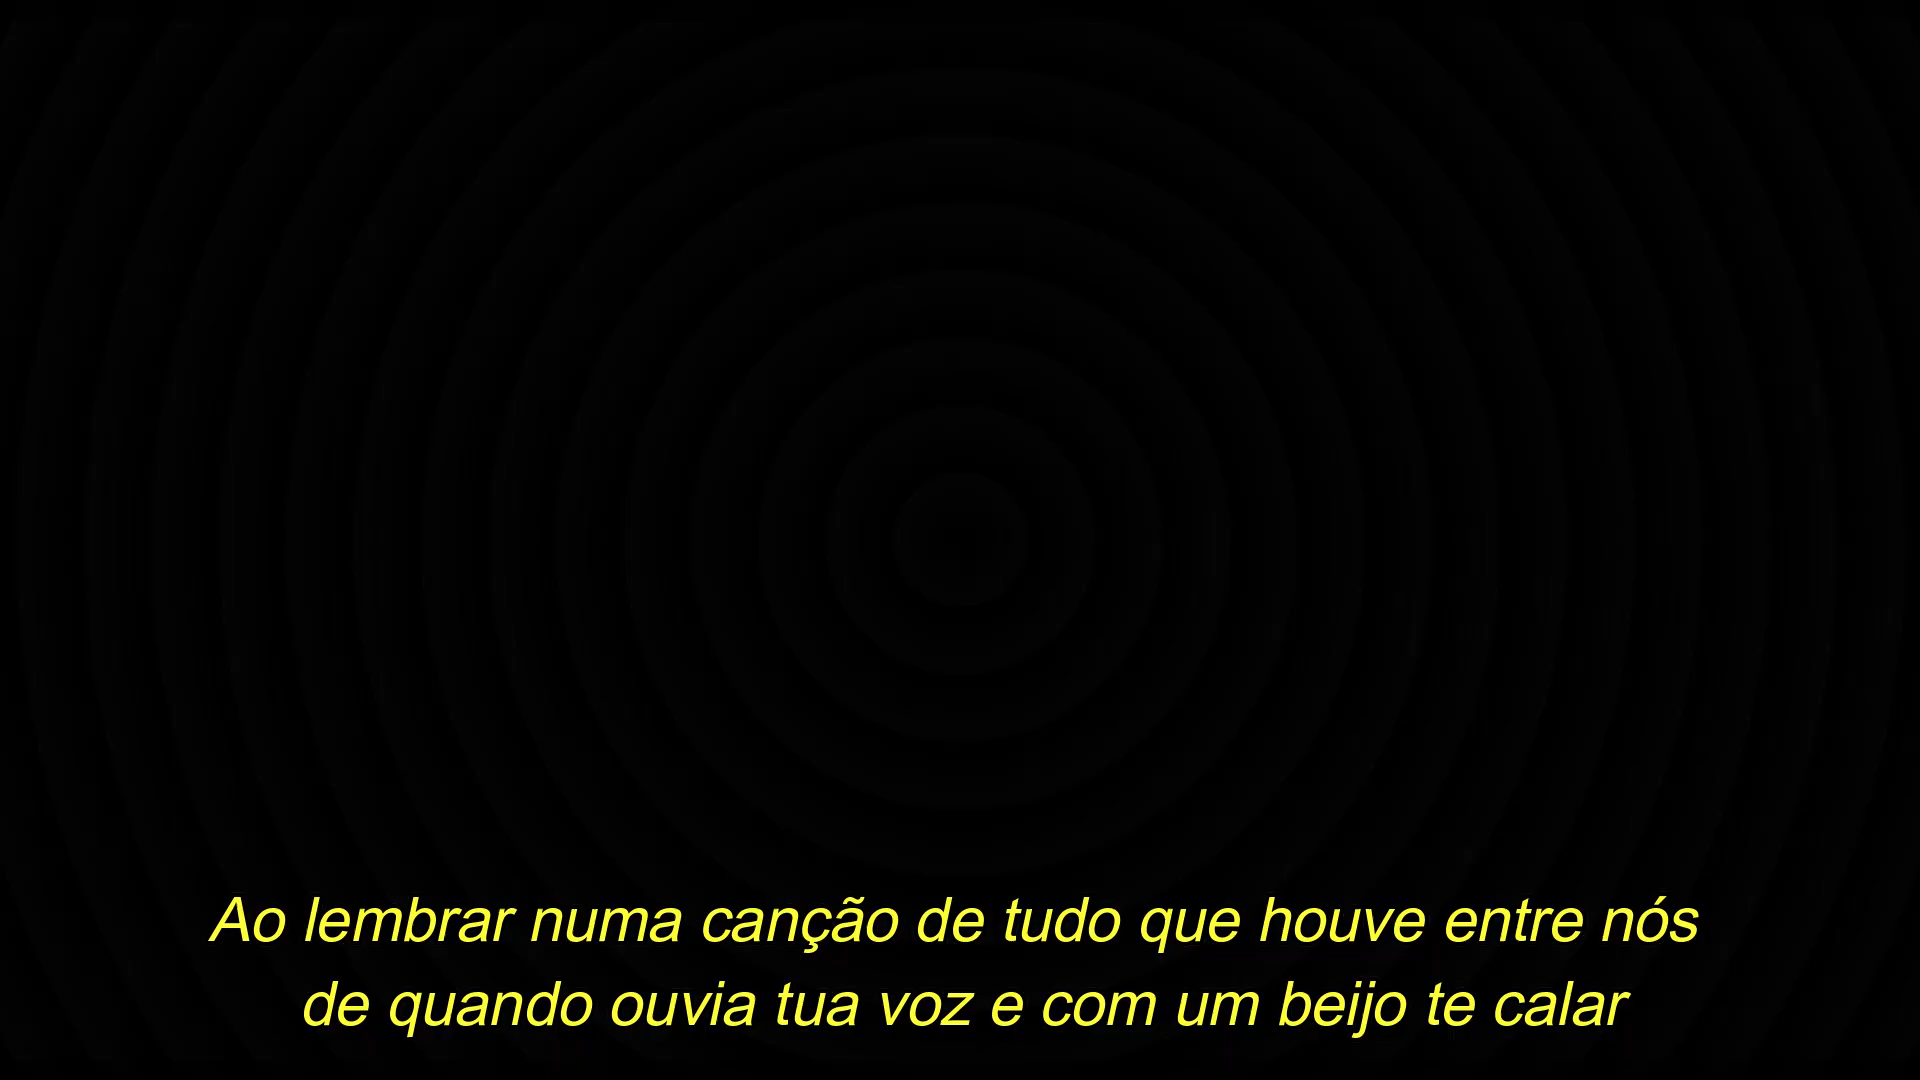 Ao lembrar numa canção de tudo que houve entre nós
de quando ouvia tua voz e com um beijo te calar